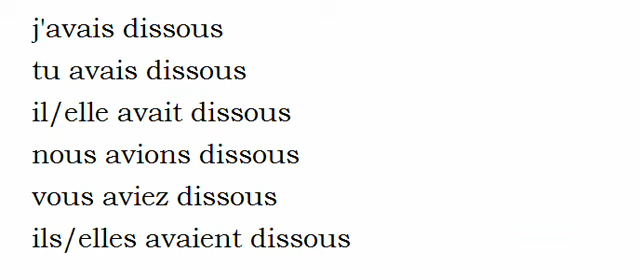 j'avais dissous
tu avais dissous
il/elle avait dissous
nous avions dissous
vous aviez dissous
ils/elles avaient dissous